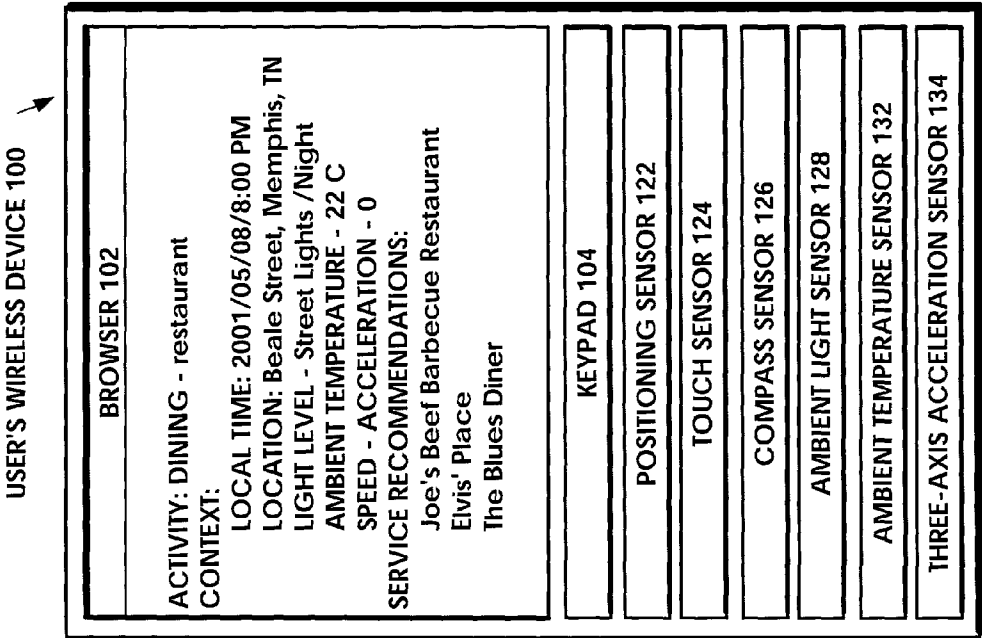 USER'S WIRELESS DEVICE 100
BROWSER 102
ACTIVITY: DINING - restaurant
CONTEXT:
LOCAL TIME: 2001/05/08/8:00 PM
LOCATION: Beale Street, Memphis, TN
LIGHT LEVEL - Street Lights /Night
AMBIENT TEMPERATURE - 22 C
SPEED - ACCELERATION - 0
SERVICE RECOMMENDATIONS:
Joe's Beef Barbecue Restaurant
Elvis' Place
The Blues Diner
KEYPAD 104
POSITIONING SENSOR 122
TOUCH SENSOR 124
COMPASS SENSOR 126
AMBIENT LIGHT SENSOR 128
AMBIENT TEMPERATURE SENSOR 132
THREE-AXIS ACCELERATION SENSOR 134